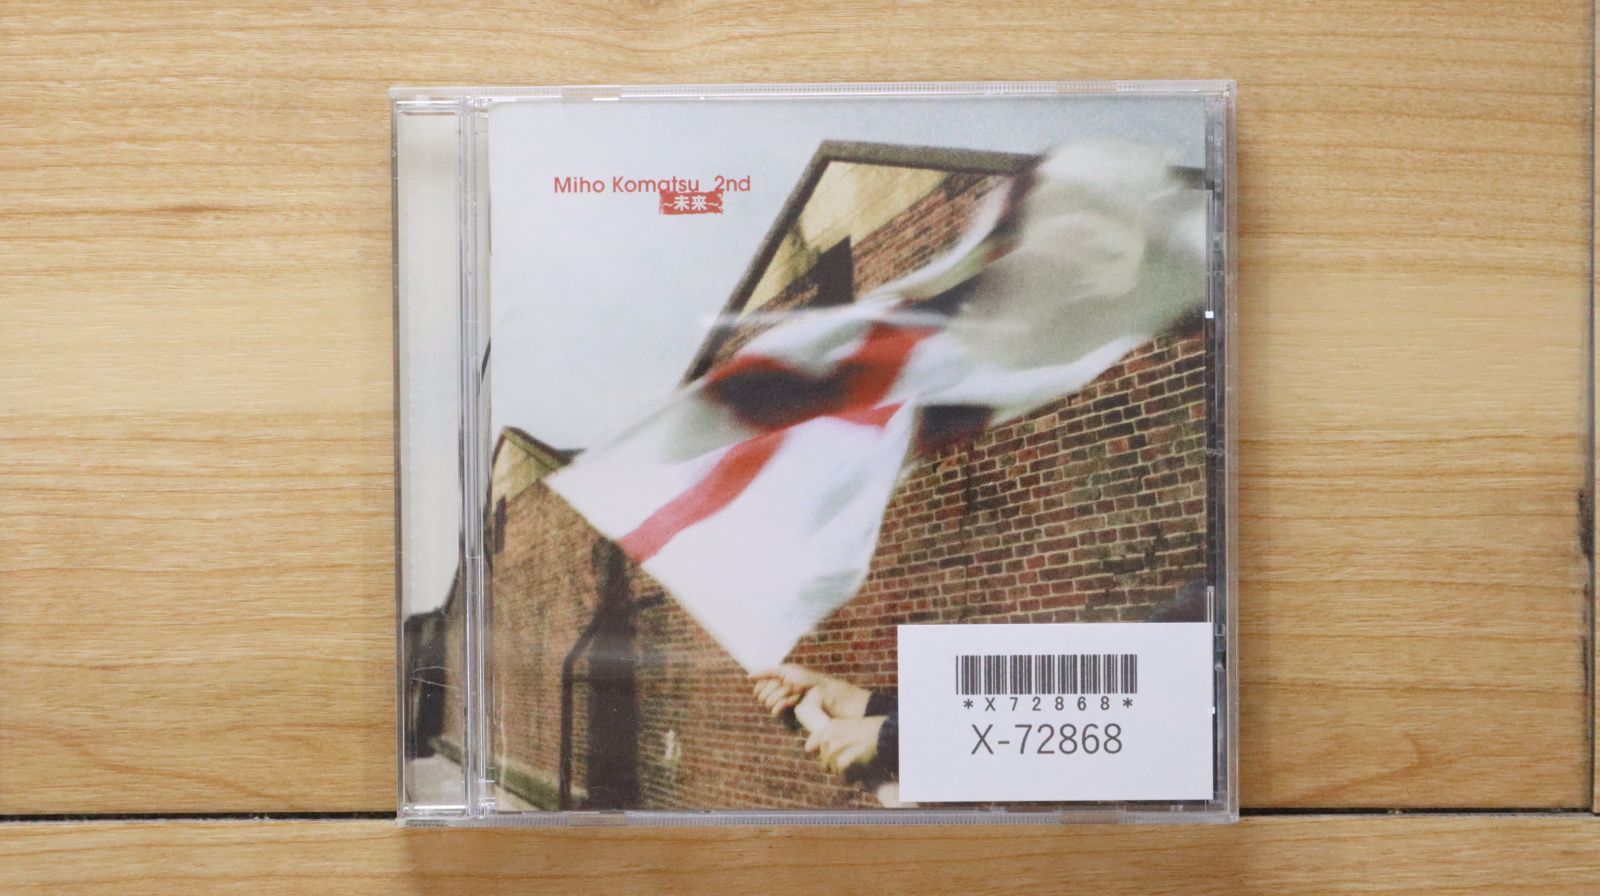 Miho Komatsu 2nd
~未来~
*X72868*
X-72868